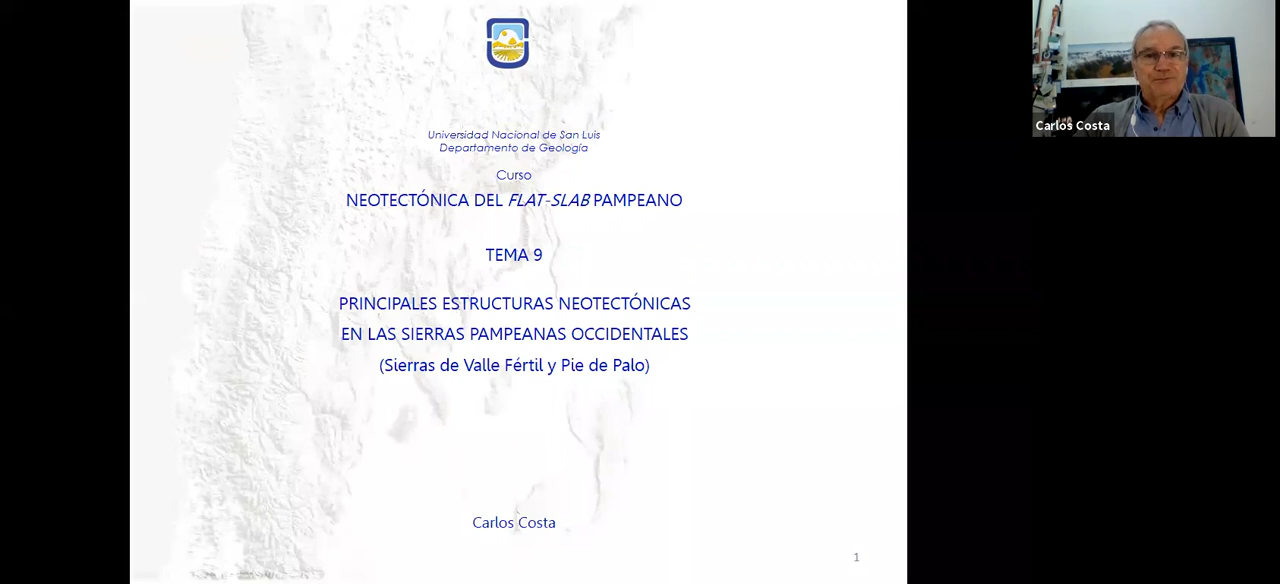 Universidad Nacional de San Luis
Departamento de Geología
Curso
NEOTECTÓNICA DEL FLAT-SLAB PAMPEANO
TEMA 9
PRINCIPALES ESTRUCTURAS NEOTECTÓNICAS
EN LAS SIERRAS PAMPEANAS OCCIDENTALES
(Sierras de Valle Fértil y Pie de Palo)
Carlos Costa
1
Carlos Costa